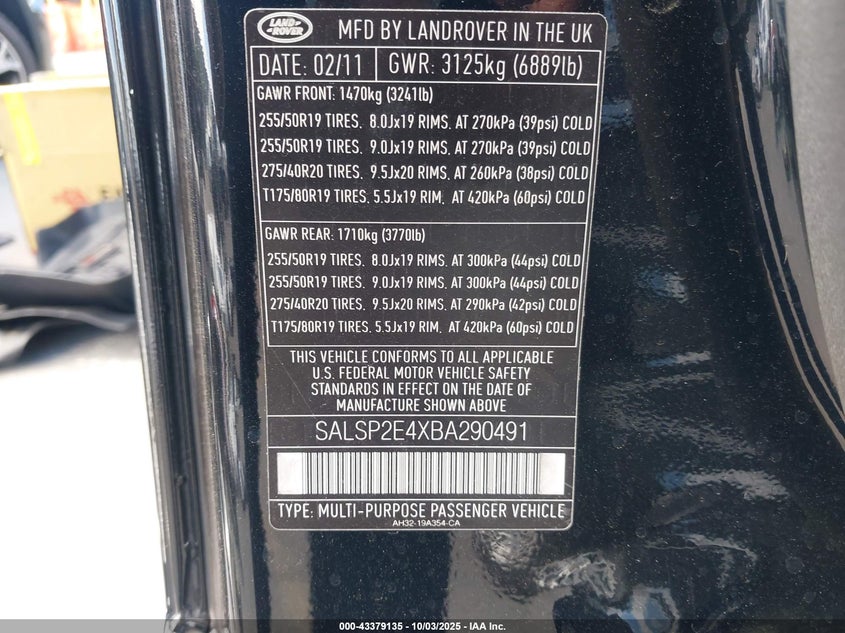 LAND ROVER
MFD BY LANDROVER IN THE UK
DATE: 02/11 GWR: 3125kg (6889lb)
GAWR FRONT: 1470kg (3241lb)
255/50R19 TIRES. 8.0Jx19 RIMS. AT 270kPa (39psi) COLD
255/50R19 TIRES. 9.0Jx19 RIMS. AT 270kPa (39psi) COLD
275/40R20 TIRES. 9.5Jx20 RIMS. AT 260kPa (38psi) COLD
T175/80R19 TIRES. 5.5Jx19 RIM. AT 420kPa (60psi) COLD
GAWR REAR: 1710kg (3770lb)
255/50R19 TIRES. 8.0Jx19 RIMS. AT 300kPa (44psi) COLD
255/50R19 TIRES. 9.0Jx19 RIMS. AT 300kPa (44psi) COLD
275/40R20 TIRES. 9.5Jx20 RIMS. AT 290kPa (42psi) COLD
T175/80R19 TIRES. 5.5Jx19 RIM. AT 420kPa (60psi) COLD
THIS VEHICLE CONFORMS TO ALL APPLICABLE
U.S. FEDERAL MOTOR VEHICLE SAFETY
STANDARDS IN EFFECT ON THE DATE OF
MANUFACTURE SHOWN ABOVE
SALSP2E4XBA290491
TYPE: MULTI-PURPOSE PASSENGER VEHICLE
AH32-19A354-CA
000-43379135 - 10/03/2025 - IAA Inc.